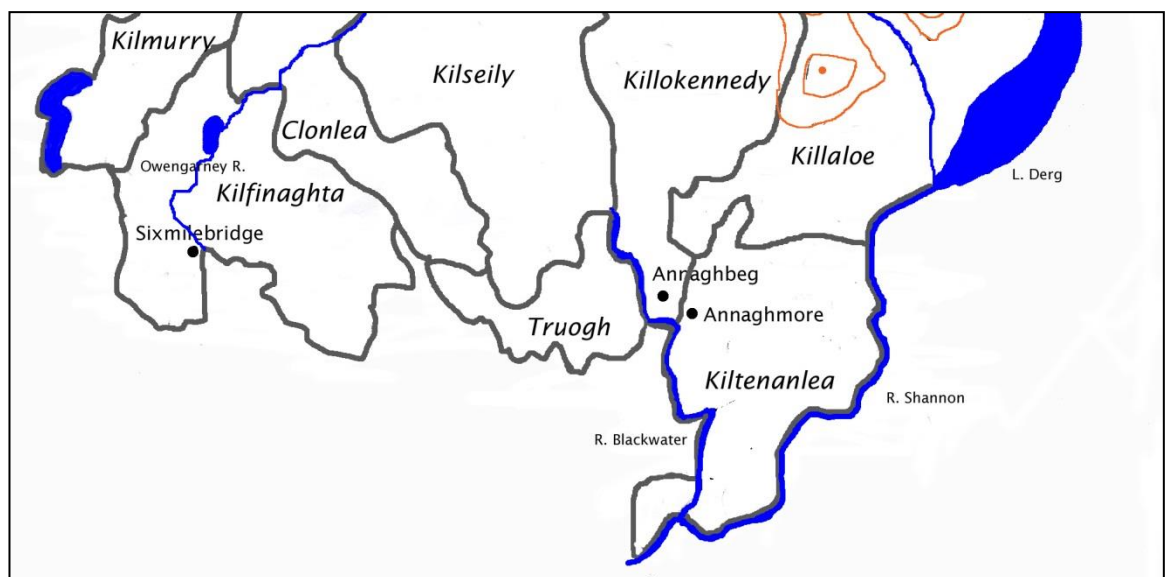 Kilmurry
Kilseily
Killokennedy
Clonlea
Killaloe
Owengarney R.
L. Derg
Kilfinaghta
Sixmilebridge
Annaghbeg
Annaghmore
Truogh
Kiltenanlea
R. Shannon
R. Blackwater